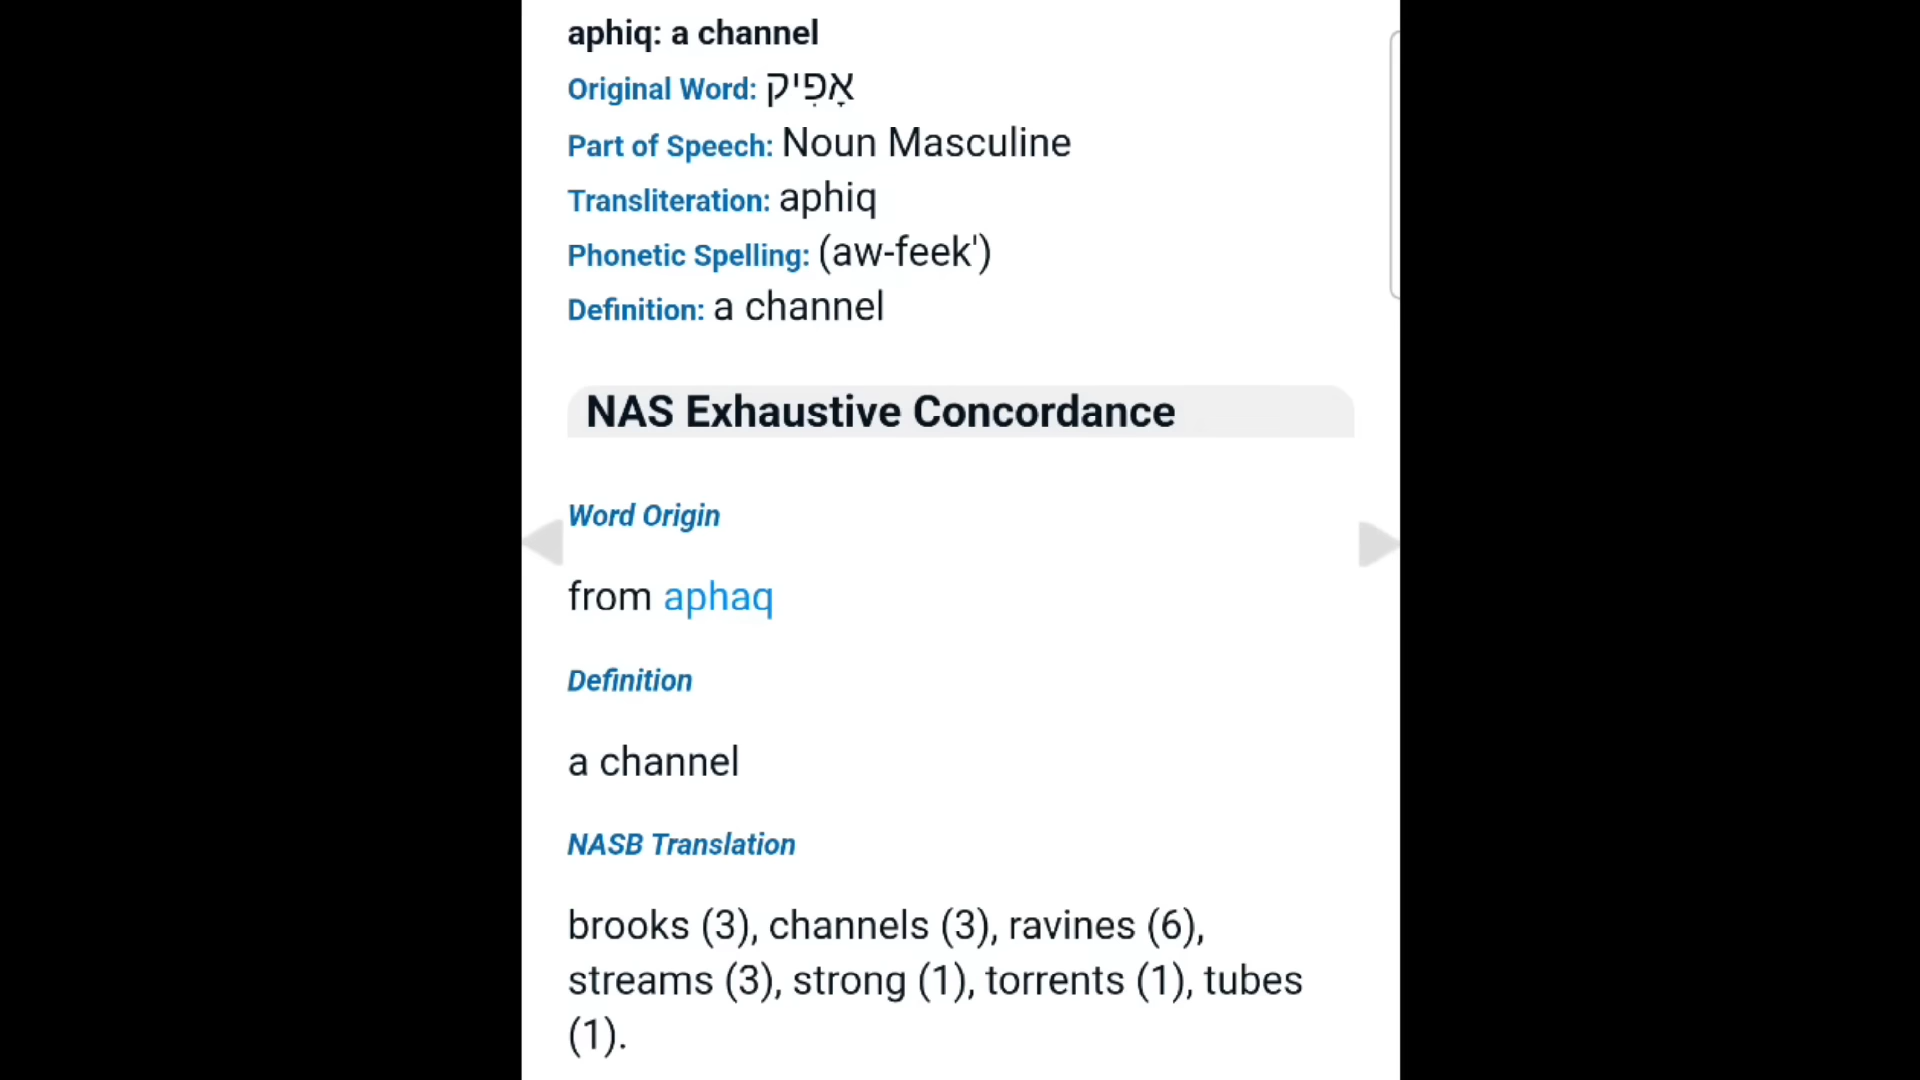 aphiq: a channel
Original Word: אָפִיק
Part of Speech: Noun Masculine
Transliteration: aphiq
Phonetic Spelling: (aw-feek')
Definition: a channel
NAS Exhaustive Concordance
Word Origin
from aphaq
Definition
a channel
NASB Translation
brooks (3), channels (3), ravines (6),
streams (3), strong (1), torrents (1), tubes
(1).